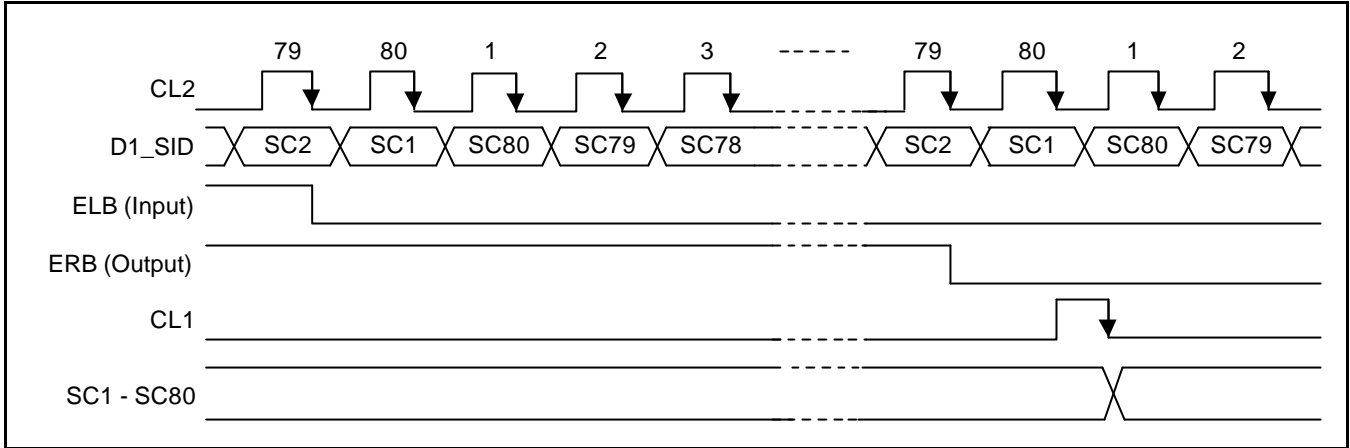 79 80 1 2 3 79 80 1 2
CL2
D1_SID SC2 SC1 SC80 SC79 SC78 SC2 SC1 SC80 SC79
ELB (Input)
ERB (Output)
CL1
SC1 - SC80